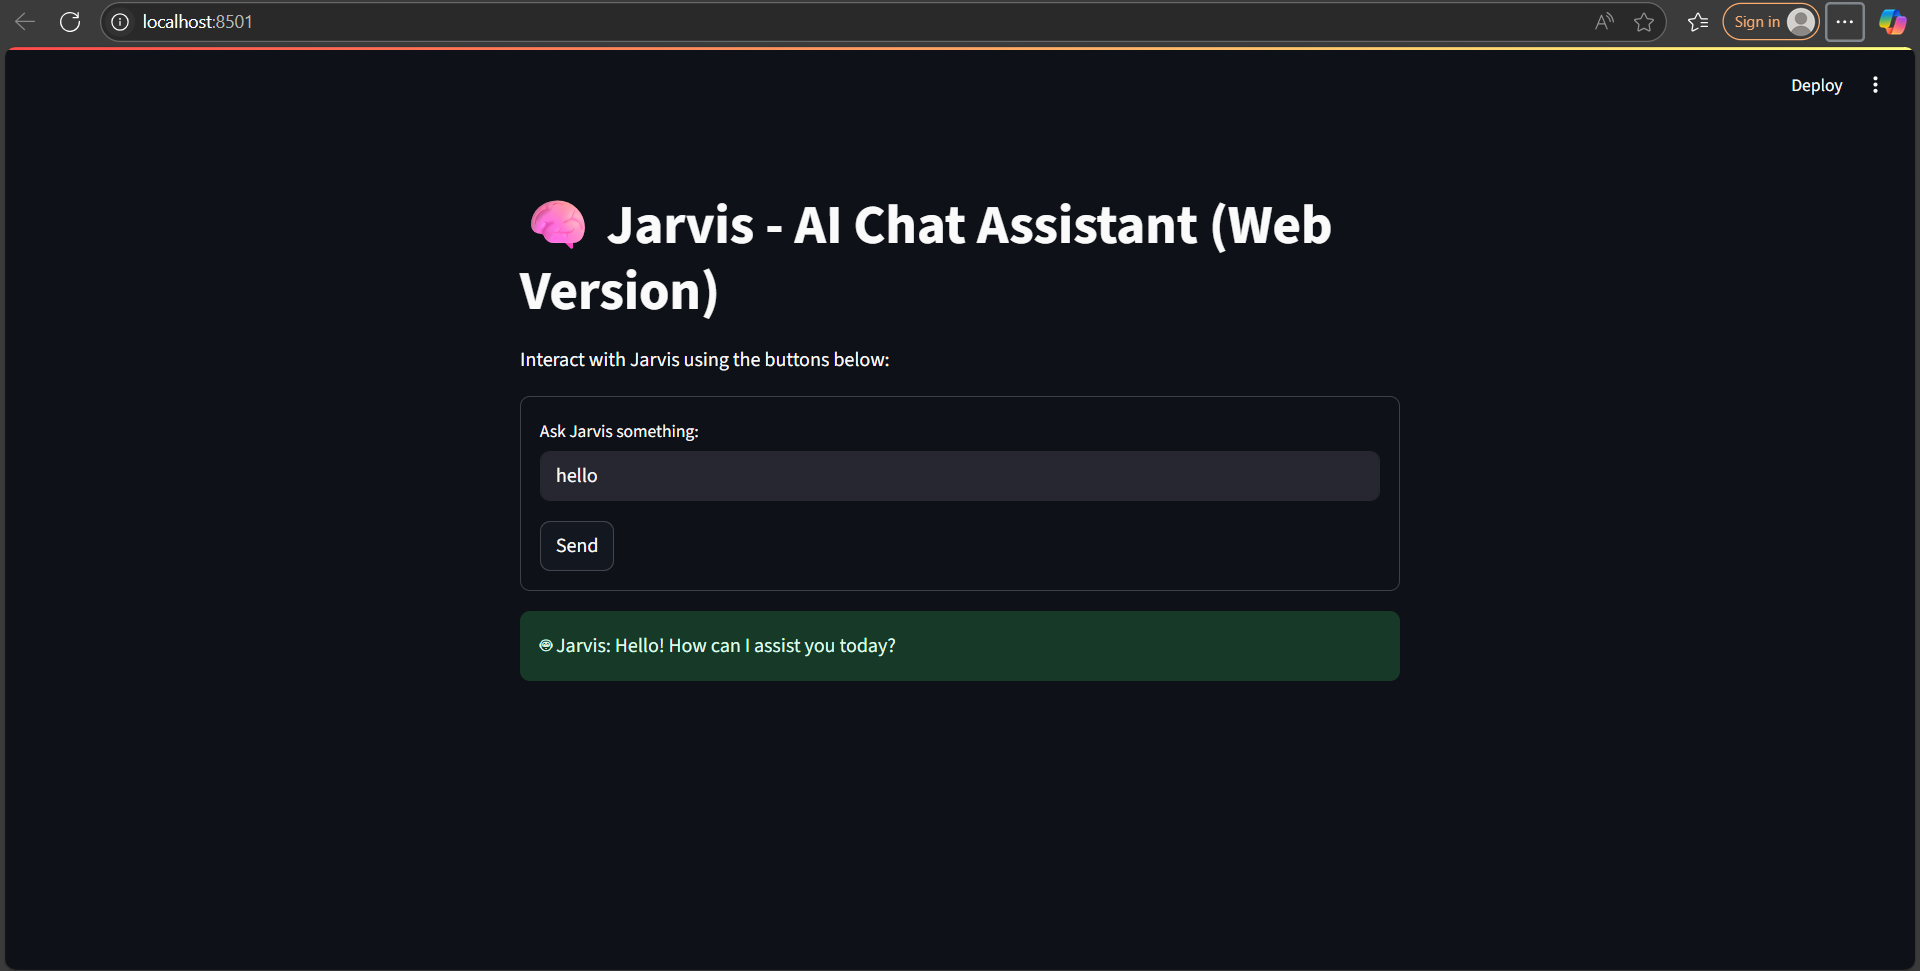 localhost:8501
Sign in
Deploy
🧠 Jarvis - AI Chat Assistant (Web
Version)
Interact with Jarvis using the buttons below:
Ask Jarvis something:
hello
Send
Jarvis: Hello! How can I assist you today?